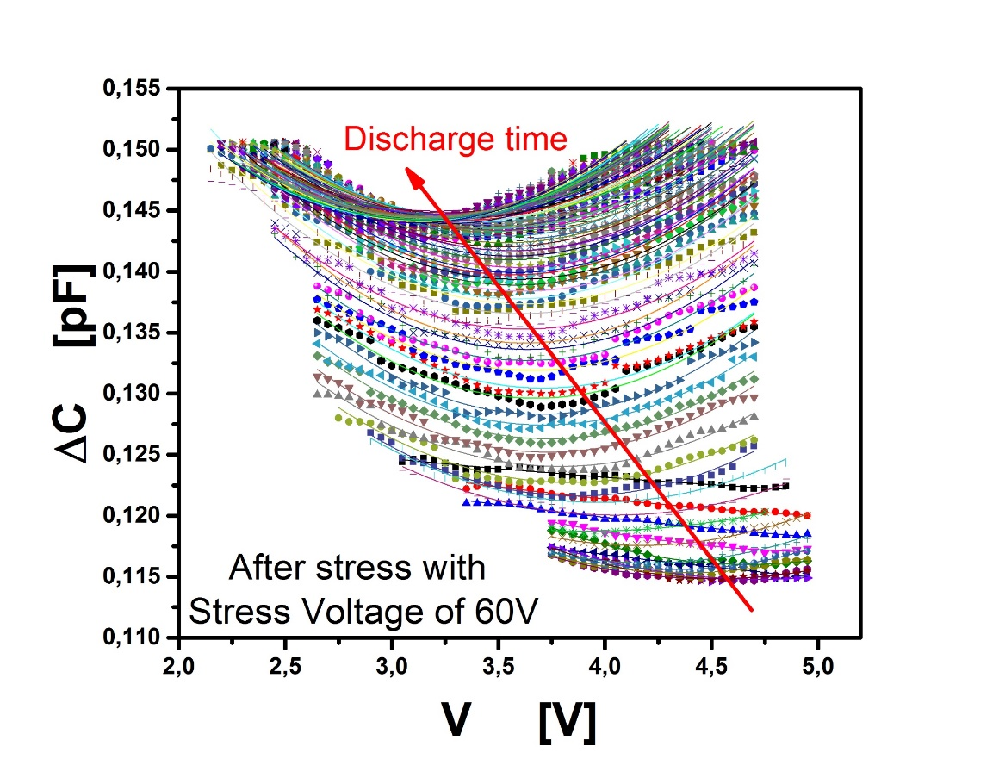 0,155
0,150
0,145
0,140
0,135
0,130
0,125
0,120
0,115
0,110
ΔC [pF]
Discharge time
After stress with
Stress Voltage of 60V
2,0 2,5 3,0 3,5 4,0 4,5 5,0
V [V]